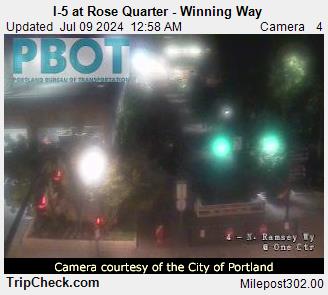 I-5 at Rose Quarter - Winning Way
Updated Jul 09 2024 12:58 AM Camera 4
PBOT
PORTLAND BUREAU OF TRANSPORTATION
4 - N. Ramsey Wy
@ One Ctr
Camera courtesy of the City of Portland
TripCheck.com Milepost302.00